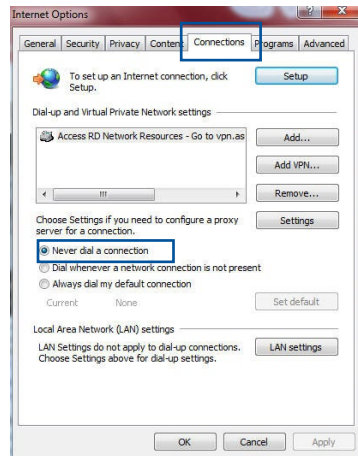 Internet Options
General Security Privacy Content Connections Programs Advanced
To set up an Internet connection, click
Setup.
Setup
Dial-up and Virtual Private Network settings
Access RD Network Resources - Go to vpn.as
Add...
Add VPN...
Remove...
Choose Settings if you need to configure a proxy
server for a connection.
Settings
Never dial a connection
Dial whenever a network connection is not present
Always dial my default connection
Current None
Set default
Local Area Network (LAN) settings
LAN Settings do not apply to dial-up connections.
Choose Settings above for dial-up settings.
LAN settings
OK Cancel Apply